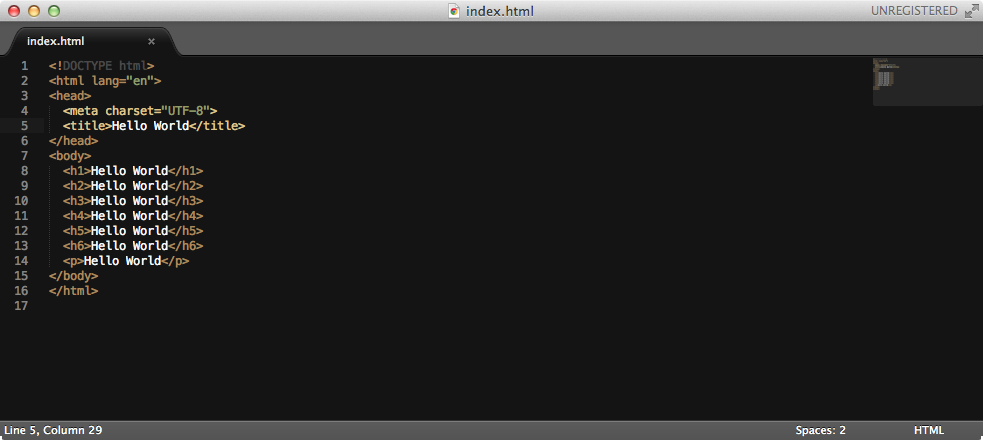 index.html
UNREGISTERED
index.html ×
1 <!DOCTYPE html>
2 <html lang="en">
3 <head>
4   <meta charset="UTF-8">
5   <title>Hello World</title>
6 </head>
7 <body>
8   <h1>Hello World</h1>
9   <h2>Hello World</h2>
10   <h3>Hello World</h3>
11   <h4>Hello World</h4>
12   <h5>Hello World</h5>
13   <h6>Hello World</h6>
14   <p>Hello World</p>
15 </body>
16 </html>
17
Line 5, Column 29
Spaces: 2
HTML